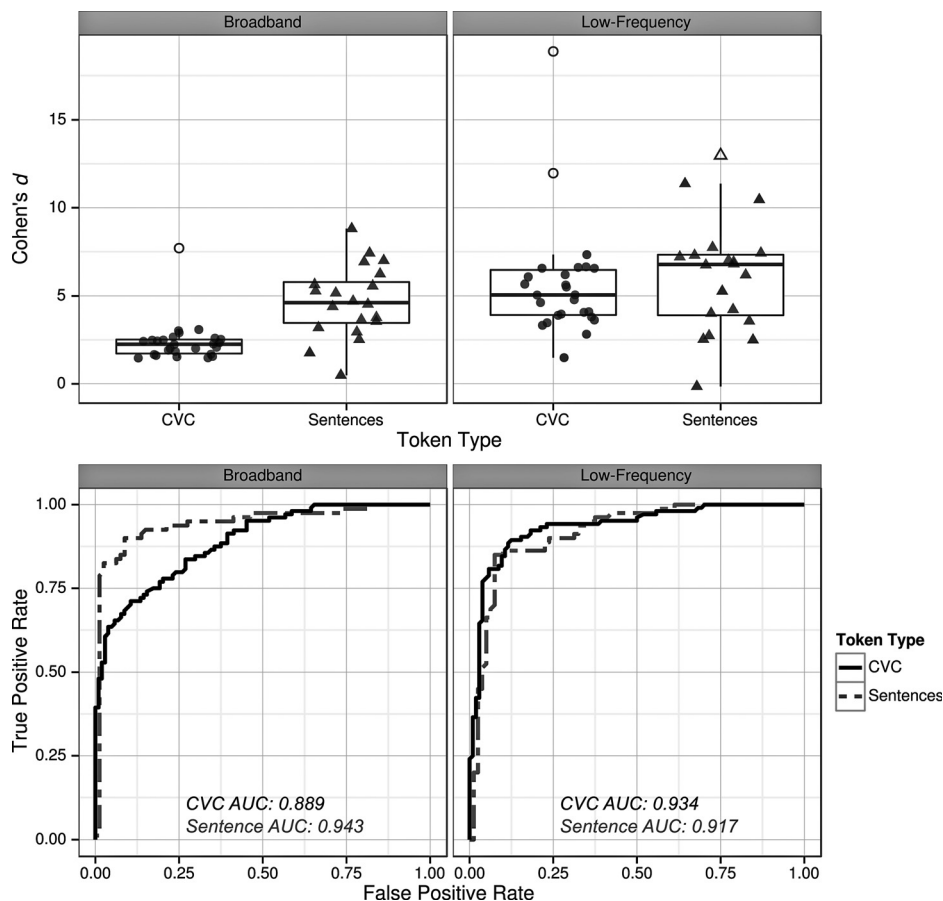 Broadband Low-Frequency
Cohen's d
15
10
5
0
CVC Sentences CVC Sentences
Token Type
Broadband Low-Frequency
True Positive Rate
1.00
0.75
0.50
0.25
0.00
CVC AUC: 0.889
Sentence AUC: 0.943
CVC AUC: 0.934
Sentence AUC: 0.917
0.00 0.25 0.50 0.75 1.00 0.00 0.25 0.50 0.75 1.00
False Positive Rate
Token Type
CVC
Sentences